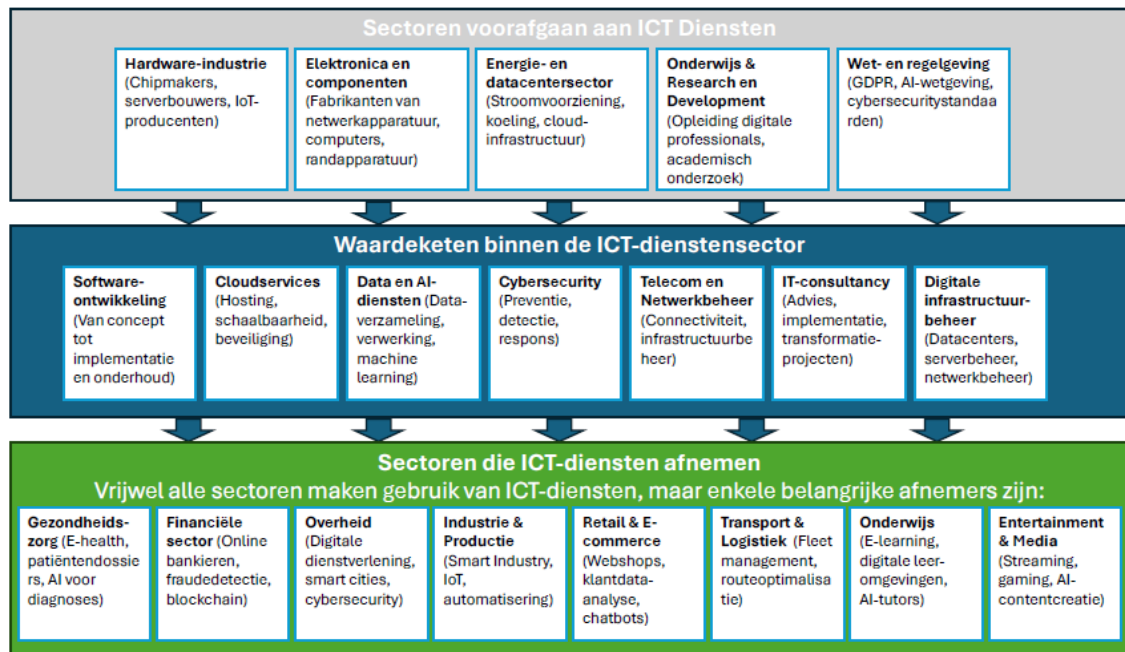 Sectoren voorafgaan aan ICT Diensten
Hardware-industrie
(Chipmakers,
serverbouwers, IoT-
producenten)
Elektronica en
componenten
(Fabrikanten van
netwerkapparatuur,
computers,
randapparatuur)
Energie- en
datacentersector
(Stroomvoorziening,
koeling, cloud-
infrastructuur)
Onderwijs &
Research en
Development
(Opleiding digitale
professionals,
academisch
onderzoek)
Wet- en regelgeving
(GDPR, AI-wetgeving,
cybersecuritystandaa
rden)
Waardeketen binnen de ICT-dienstensector
Software-
ontwikkeling
(Van concept
tot
implementatie
en onderhoud)
Cloudservices
(Hosting,
schaalbaarheid,
beveiliging)
Data en AI-
diensten (Data-
verzameling,
verwerking,
machine
learning)
Cybersecurity
(Preventie,
detectie,
respons)
Telecom en
Netwerkbeheer
(Connectiviteit,
infrastructuurbe
heer)
IT-consultancy
(Advies,
implementatie,
transformatie-
projecten)
Digitale
infrastructuur-
beheer
(Datacenters,
serverbeheer,
netwerkbeheer)
Sectoren die ICT-diensten afnemen
Vrijwel alle sectoren maken gebruik van ICT-diensten, maar enkele belangrijke afnemers zijn:
Gezondheids-
zorg (E-health,
patiëntendossie
rs, AI voor
diagnoses)
Financiële
sector (Online
bankieren,
fraudedetectie,
blockchain)
Overheid
(Digitale
dienstverlening,
smart cities,
cybersecurity)
Industrie &
Productie
(Smart Industry,
IoT,
automatisering)
Retail & E-
commerce
(Webshops,
klantdata-
analyse,
chatbots)
Transport &
Logistiek (Fleet
management,
routeoptimalisa
tie)
Onderwijs
(E-learning,
digitale leer-
omgevingen,
AI-tutors)
Entertainment
& Media
(Streaming,
gaming, AI-
contentcreatie)